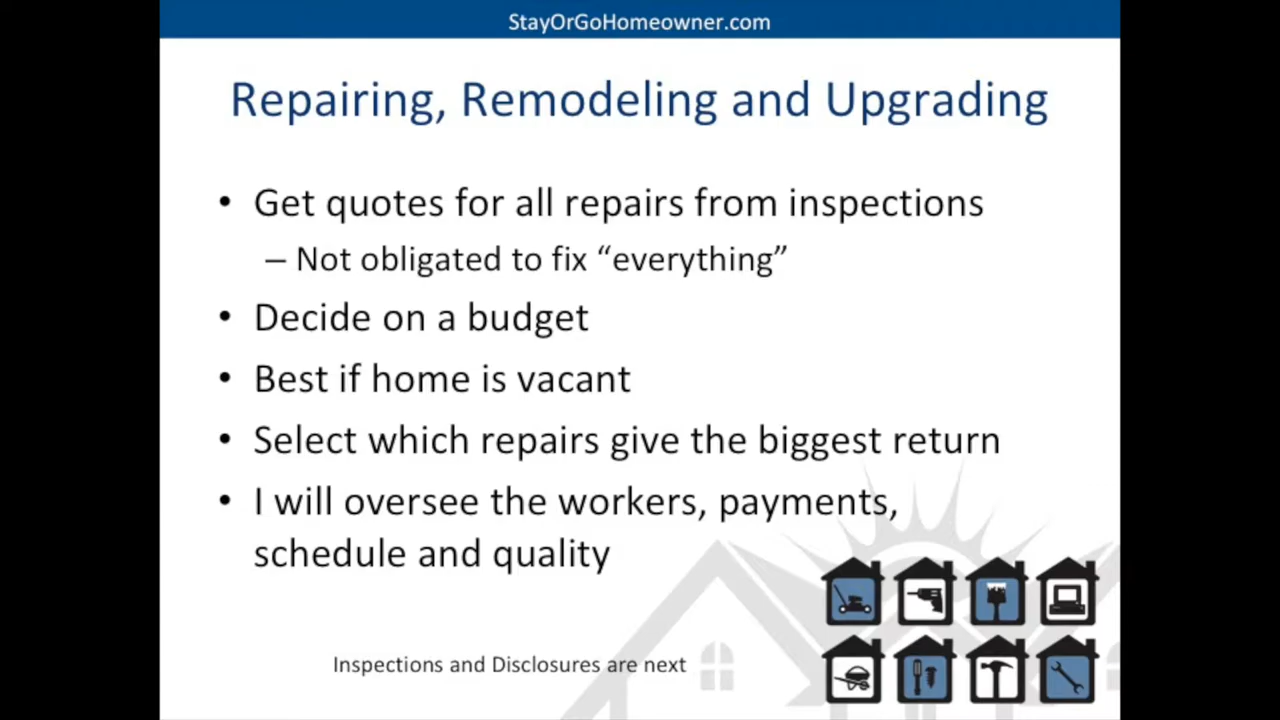 StayOrGoHomeowner.com
Repairing, Remodeling and Upgrading
• Get quotes for all repairs from inspections
– Not obligated to fix “everything”
• Decide on a budget
• Best if home is vacant
• Select which repairs give the biggest return
• I will oversee the workers, payments,
schedule and quality
Inspections and Disclosures are next